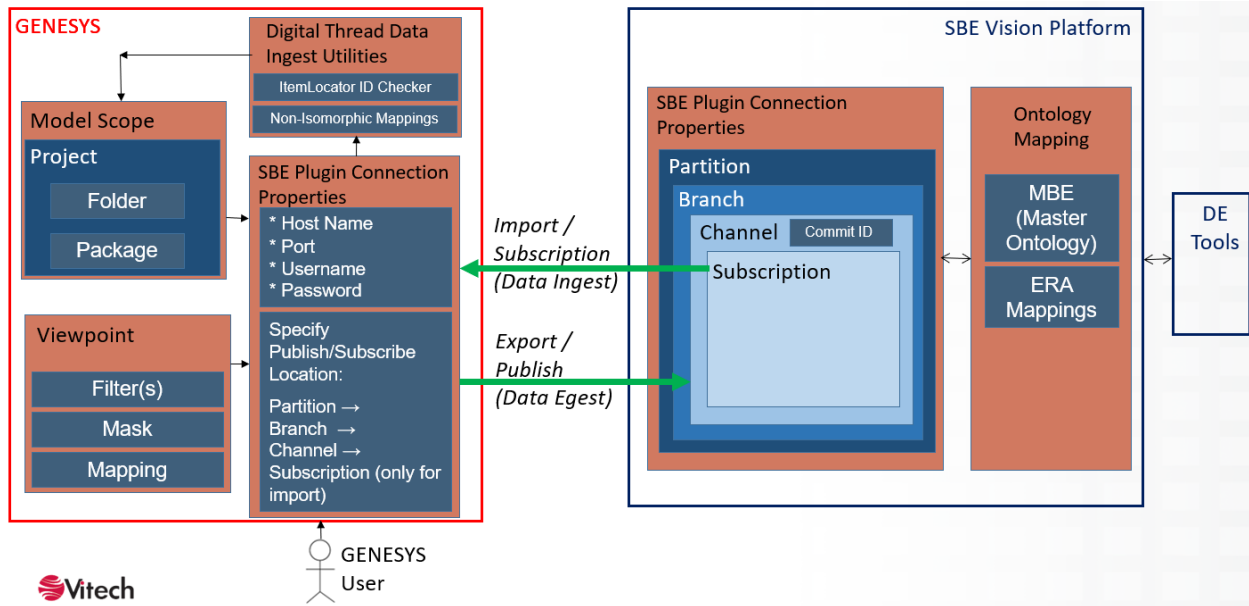 GENESYS
Digital Thread Data
Ingest Utilities
ItemLocator ID Checker
Non-Isomorphic Mappings
Model Scope
Project
Folder
Package
SBE Plugin Connection
Properties
* Host Name
* Port
* Username
* Password
Viewpoint
Filter(s)
Mask
Mapping
Specify
Publish/Subscribe
Location:
Partition →
Branch →
Channel →
Subscription (only for
import)
GENESYS
User
Import /
Subscription
(Data Ingest)
Export /
Publish
(Data Egest)
SBE Vision Platform
SBE Plugin Connection
Properties
Partition
Branch
Channel
Commit ID
Subscription
Ontology
Mapping
MBE
(Master
Ontology)
ERA
Mappings
DE
Tools
Vitech